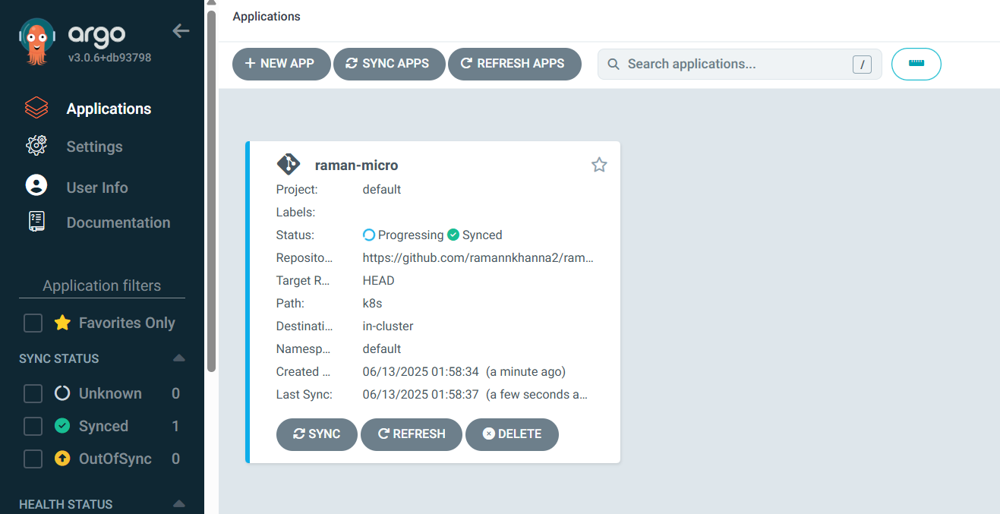 argo
v3.0.6+db93798
Applications
Settings
User Info
Documentation
Application filters
Favorites Only
SYNC STATUS
Unknown 0
Synced 1
OutOfSync 0
HEALTH STATUS
Applications
+ NEW APP SYNC APPS REFRESH APPS Search applications... /
raman-micro
Project: default
Labels:
Status: Progressing Synced
Reposito... https://github.com/ramannkhanna2/ram...
Target R... HEAD
Path: k8s
Destinati... in-cluster
Namesp... default
Created ... 06/13/2025 01:58:34 (a minute ago)
Last Sync: 06/13/2025 01:58:37 (a few seconds a...
SYNC REFRESH DELETE